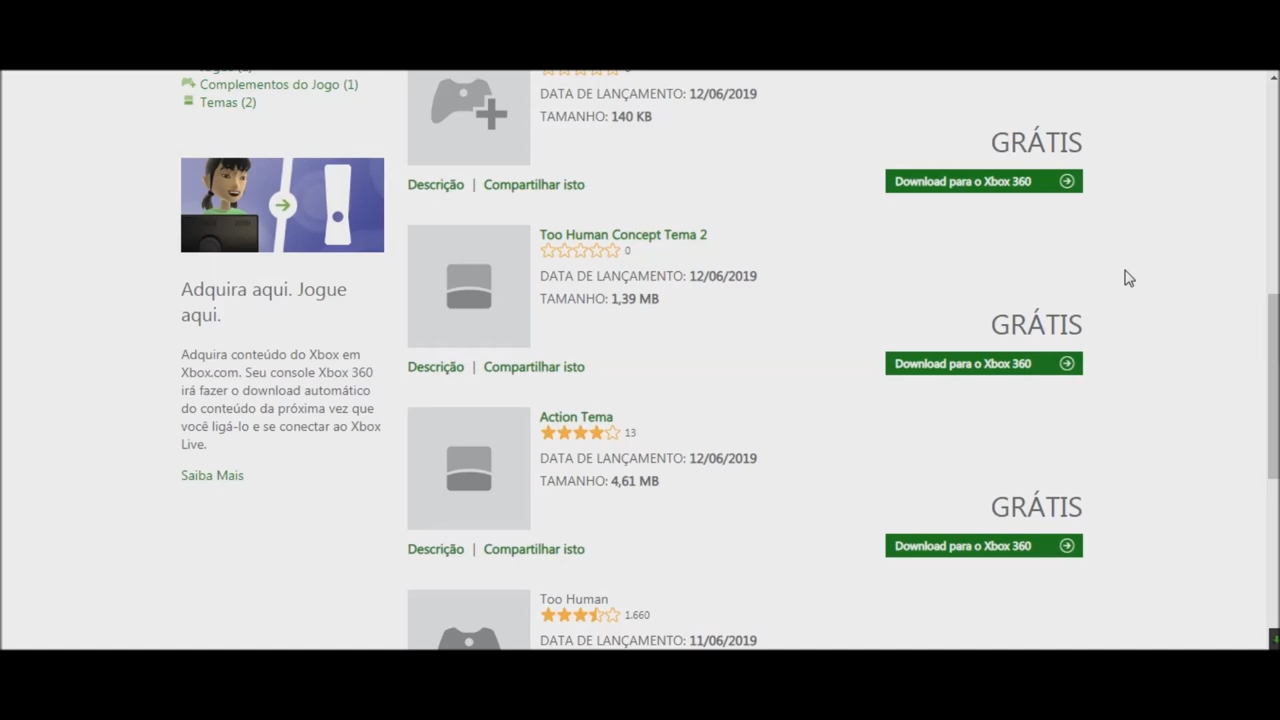 Complementos do Jogo (1)
Temas (2)
Adquira aqui. Jogue
aqui.
Adquira conteúdo do Xbox em
Xbox.com. Seu console Xbox 360
irá fazer o download automático
do conteúdo da próxima vez que
você ligá-lo e se conectar ao Xbox
Live.
Saiba Mais
DATA DE LANÇAMENTO: 12/06/2019
TAMANHO: 140 KB
GRÁTIS
Download para o Xbox 360
Descrição | Compartilhar isto
Too Human Concept Tema 2
0
DATA DE LANÇAMENTO: 12/06/2019
TAMANHO: 1,39 MB
GRÁTIS
Download para o Xbox 360
Descrição | Compartilhar isto
Action Tema
13
DATA DE LANÇAMENTO: 12/06/2019
TAMANHO: 4,61 MB
GRÁTIS
Download para o Xbox 360
Descrição | Compartilhar isto
Too Human
1.660
DATA DE LANÇAMENTO: 11/06/2019